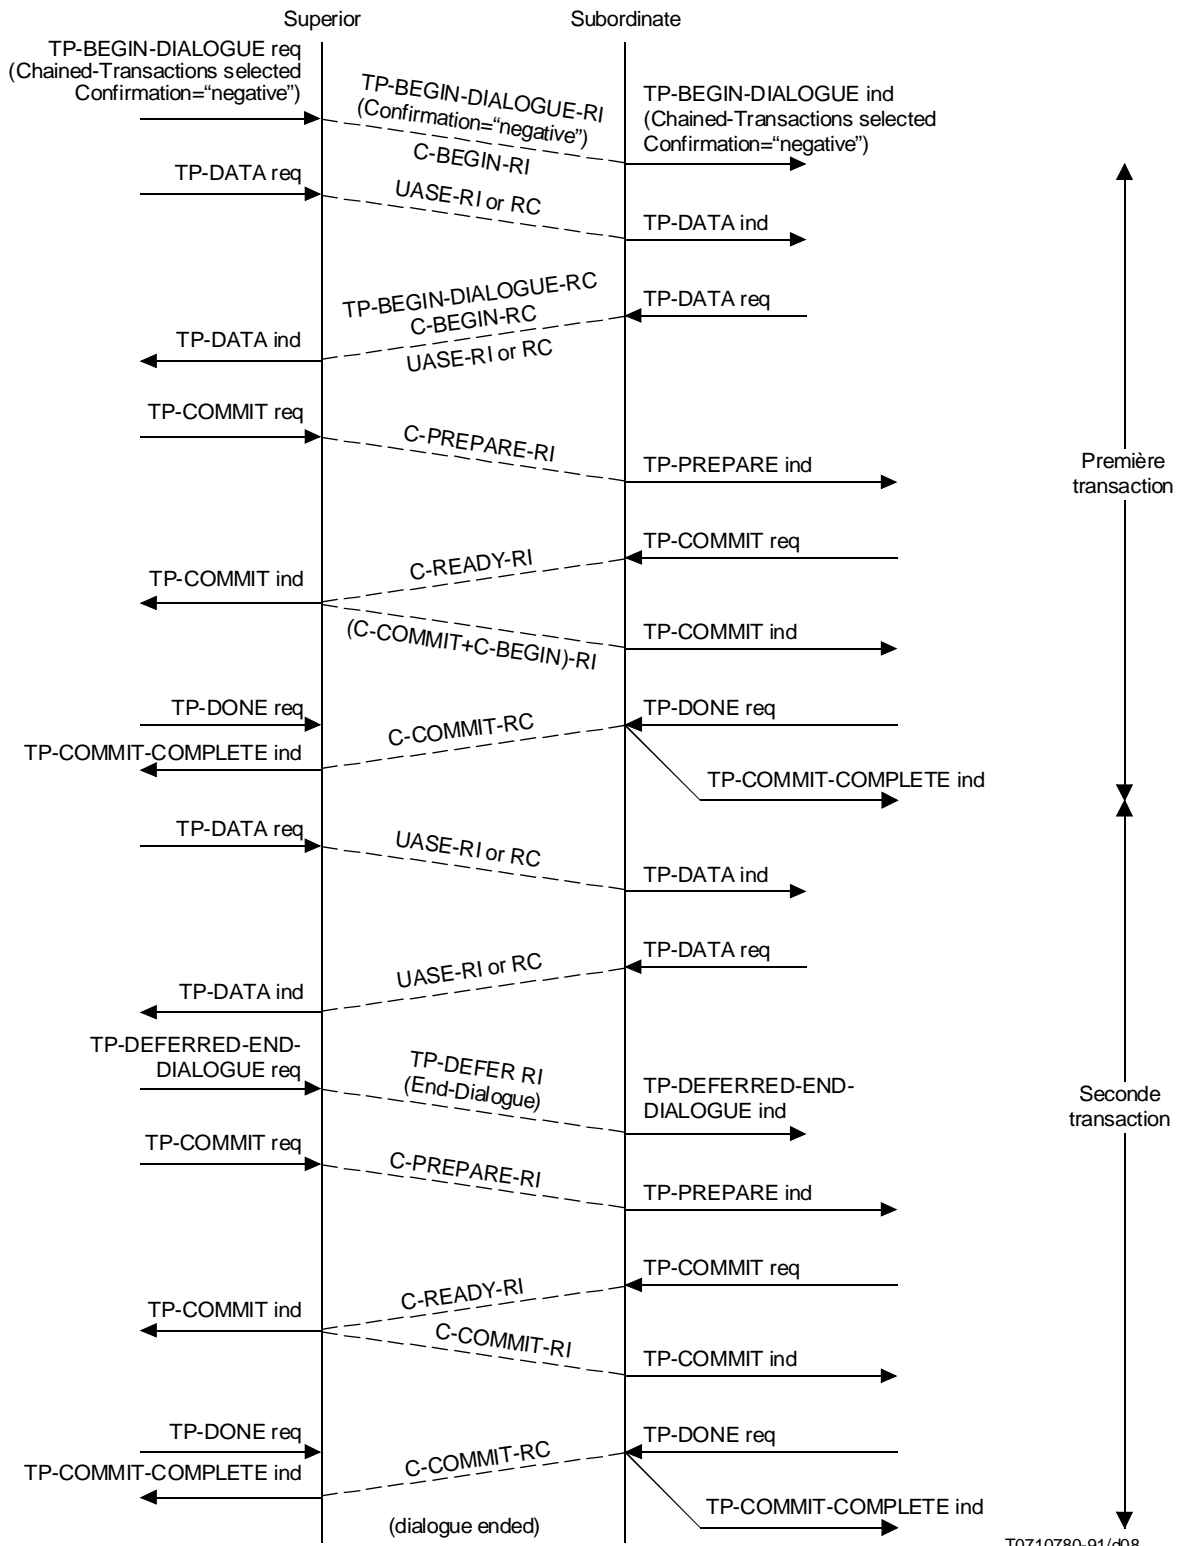 Superior
Subordinate
TP-BEGIN-DIALOGUE req
(Chained-Transactions selected
Confirmation=“negative”)
TP-BEGIN-DIALOGUE-RI
(Confirmation=“negative”)
C-BEGIN-RI
TP-BEGIN-DIALOGUE ind
(Chained-Transactions selected
Confirmation=“negative”)
TP-DATA req
UASE-RI or RC
TP-DATA ind
TP-BEGIN-DIALOGUE-RC
C-BEGIN-RC
UASE-RI or RC
TP-DATA req
TP-DATA ind
TP-COMMIT req
C-PREPARE-RI
TP-PREPARE ind
Première
transaction
TP-COMMIT req
C-READY-RI
TP-COMMIT ind
(C-COMMIT+C-BEGIN)-RI
TP-COMMIT ind
TP-DONE req
C-COMMIT-RC
TP-DONE req
TP-COMMIT-COMPLETE ind
TP-COMMIT-COMPLETE ind
TP-DATA req
UASE-RI or RC
TP-DATA ind
TP-DATA req
UASE-RI or RC
TP-DATA ind
TP-DEFERRED-END-
DIALOGUE req
TP-DEFER RI
(End-Dialogue)
TP-DEFERRED-END-
DIALOGUE ind
Seconde
transaction
TP-COMMIT req
C-PREPARE-RI
TP-PREPARE ind
TP-COMMIT req
C-READY-RI
TP-COMMIT ind
C-COMMIT-RI
TP-COMMIT ind
TP-DONE req
C-COMMIT-RC
TP-DONE req
TP-COMMIT-COMPLETE ind
TP-COMMIT-COMPLETE ind
(dialogue ended)
T0710780-91/d08